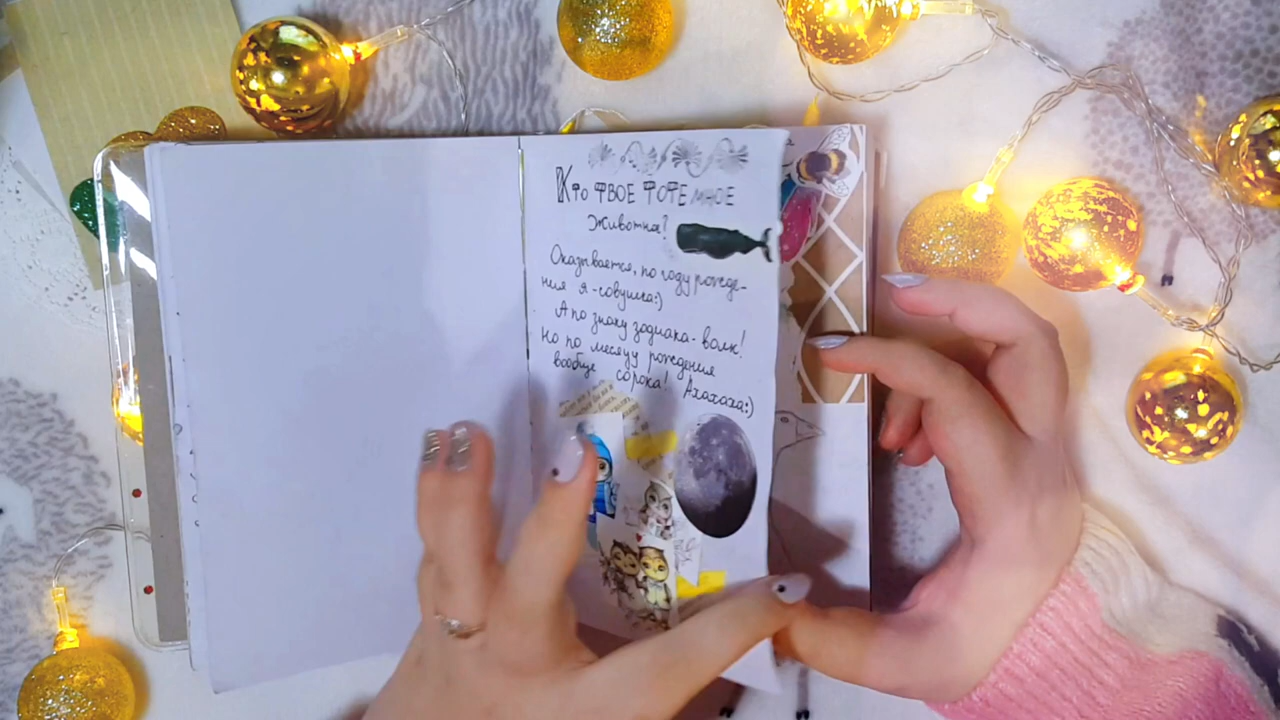 Кто твое тотемное
животное?
Оказывается, по году рожде-
ния я - совушка:)
А по знаку зодиака - волк!
Но по месяцу рождения
вообще сорока! Ахахаха:)